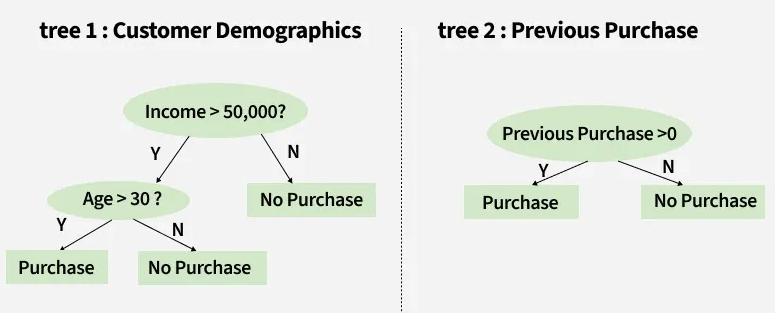 tree 1 : Customer Demographics
Income > 50,000?
Y
N
Age > 30 ?
No Purchase
Y
N
Purchase
No Purchase
tree 2 : Previous Purchase
Previous Purchase >0
Y
N
Purchase
No Purchase